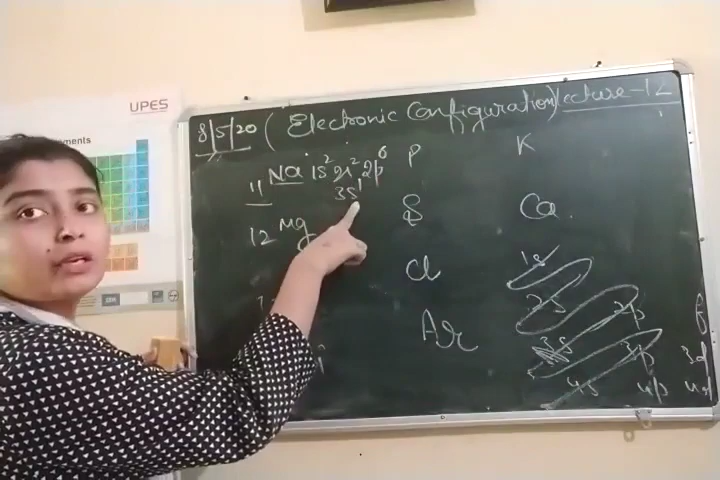 UPES
ements
8/5/20 ( Electronic Configuration) Lecture-12
11 Na 1s² 2s² 2p⁶
3s¹
12 Mg
P
S
Cl
Ar
K
Ca
1s
2s
2p
3s 3p 3d
4s 4p 4d